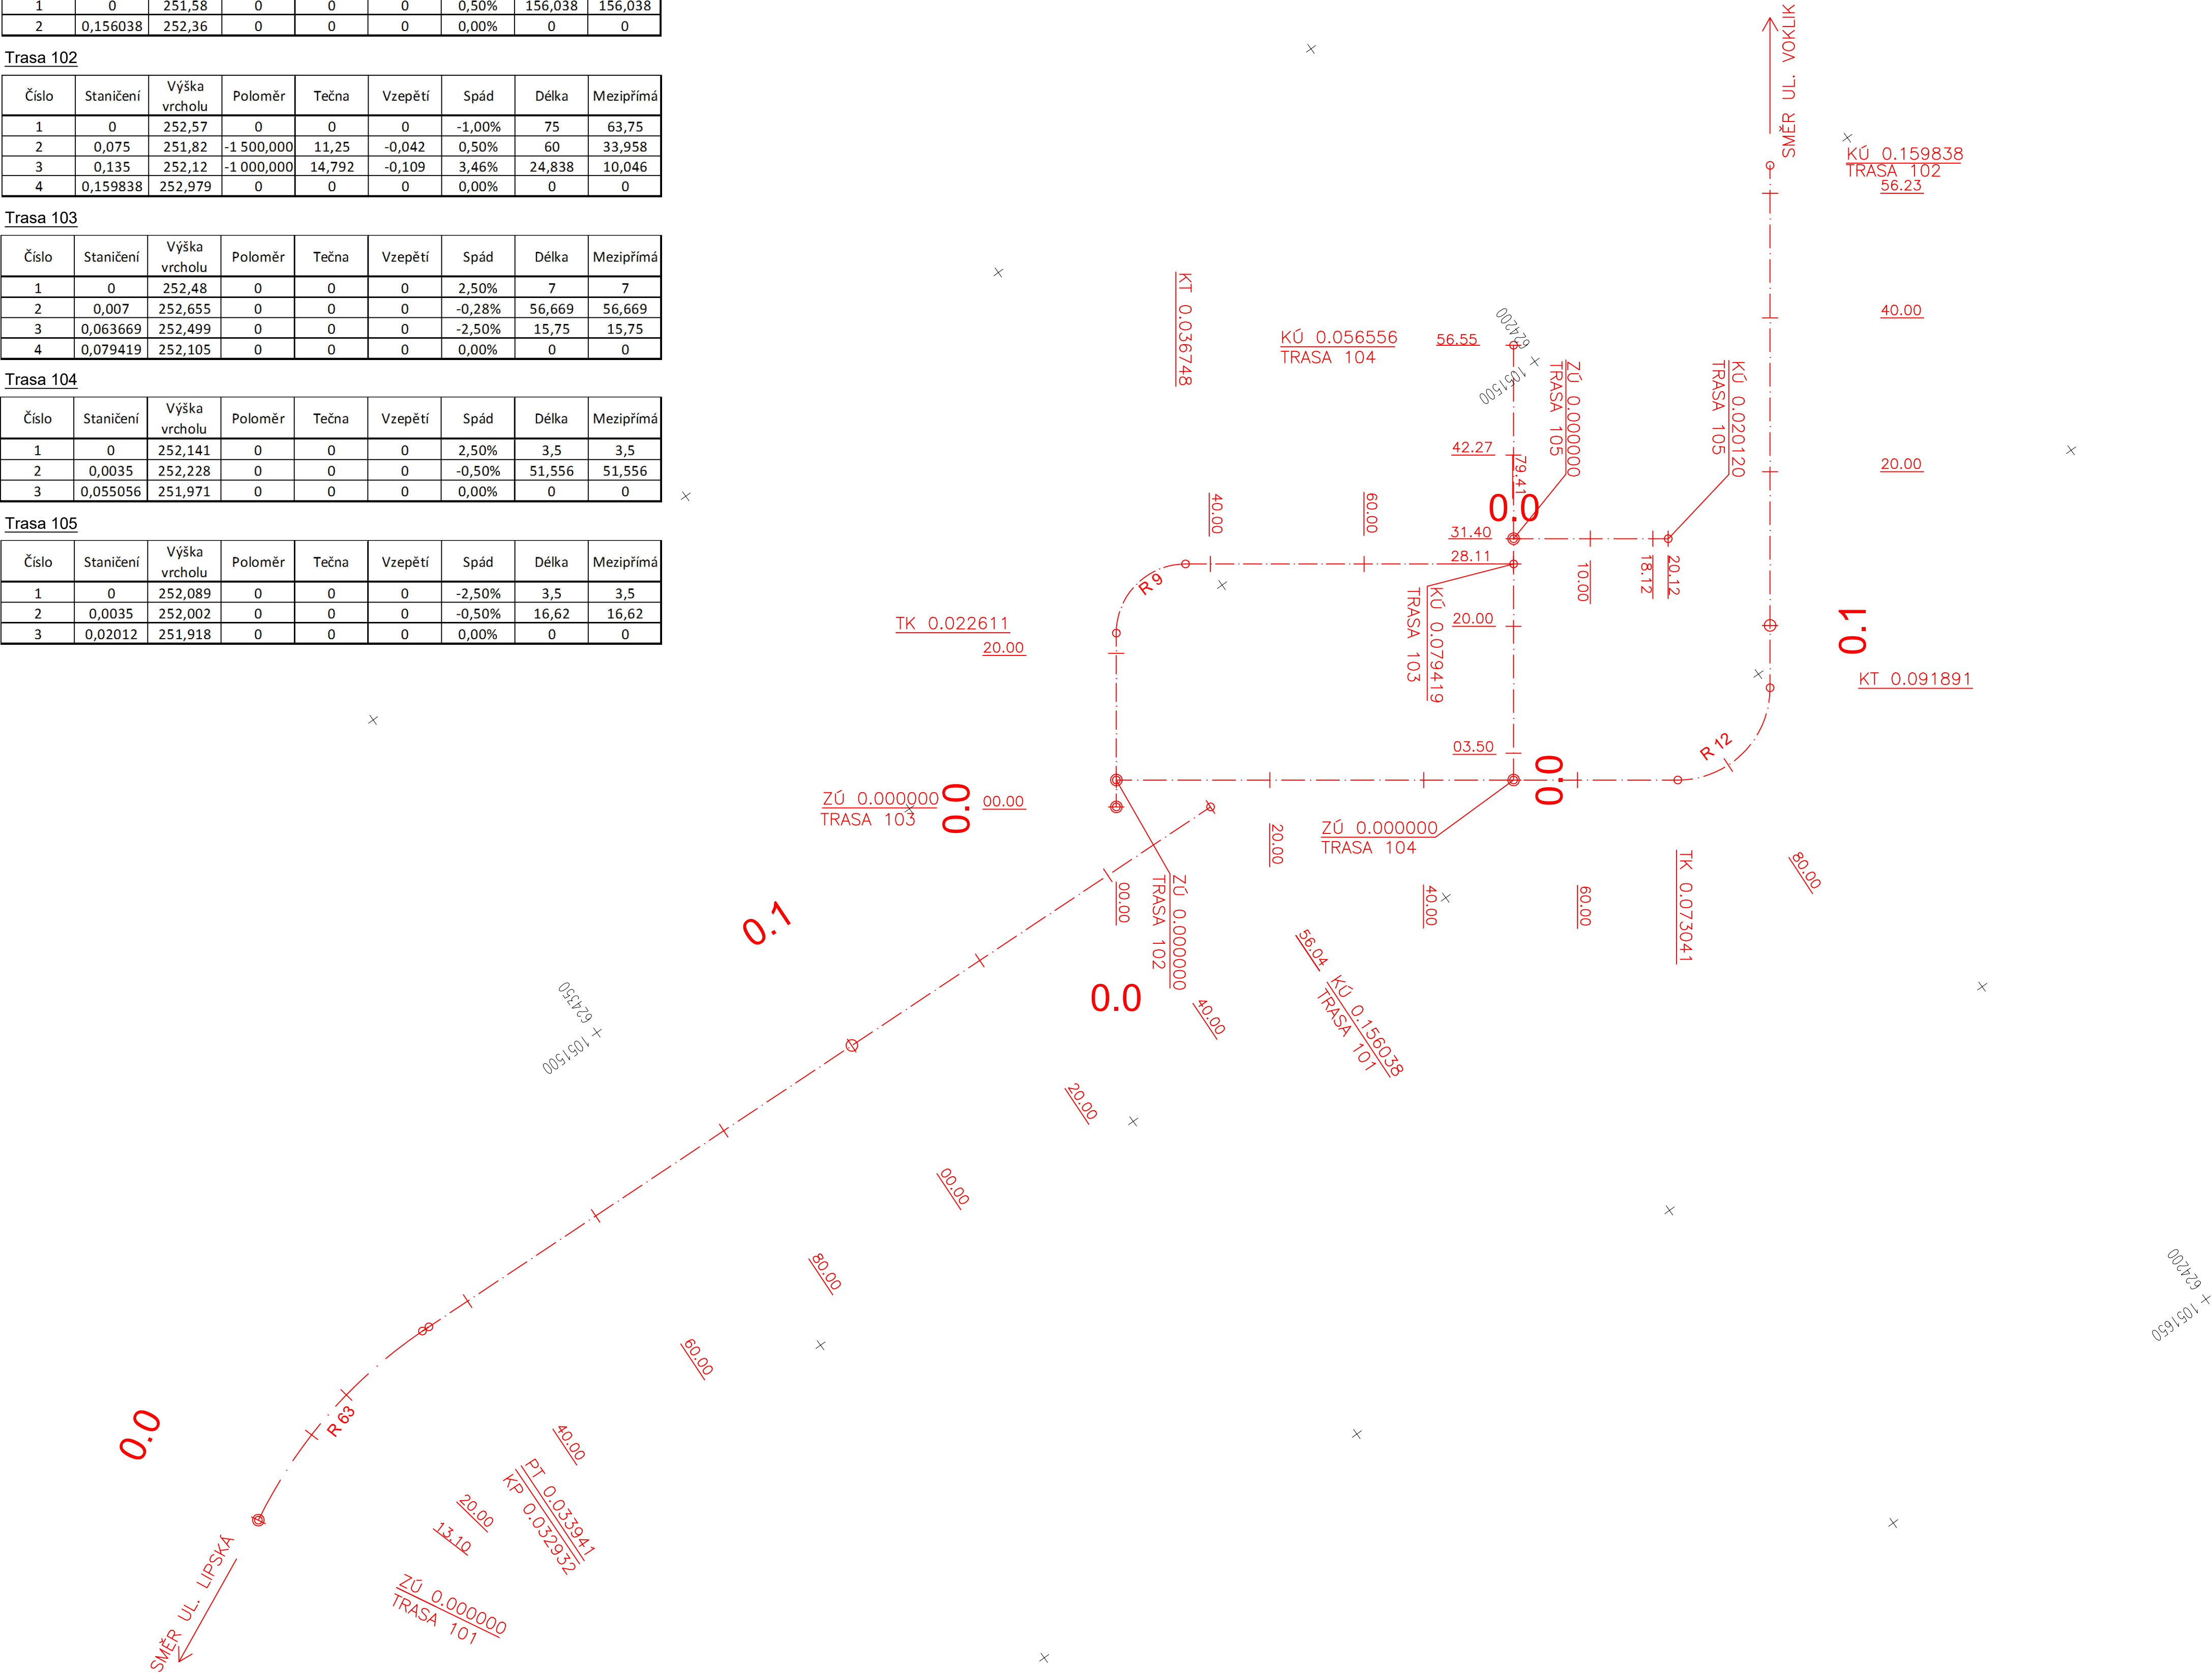 1 0 251,58 0 0 0 0,50% 156,038 156,038
2 0,156038 252,36 0 0 0 0,00% 0 0
Trasa 102
Číslo Staničení Výška vrcholu Poloměr Tečna Vzepětí Spád Délka Mezipřímá
1 0 252,57 0 0 0 -1,00% 75 63,75
2 0,075 251,82 -1 500,000 11,25 -0,042 0,50% 60 33,958
3 0,135 252,12 -1 000,000 14,792 -0,109 3,46% 24,838 10,046
4 0,159838 252,979 0 0 0 0,00% 0 0
Trasa 103
Číslo Staničení Výška vrcholu Poloměr Tečna Vzepětí Spád Délka Mezipřímá
1 0 252,48 0 0 0 2,50% 7 7
2 0,007 252,655 0 0 0 -0,28% 56,669 56,669
3 0,063669 252,499 0 0 0 -2,50% 15,75 15,75
4 0,079419 252,105 0 0 0 0,00% 0 0
Trasa 104
Číslo Staničení Výška vrcholu Poloměr Tečna Vzepětí Spád Délka Mezipřímá
1 0 252,141 0 0 0 2,50% 3,5 3,5
2 0,0035 252,228 0 0 0 -0,50% 51,556 51,556
3 0,055056 251,971 0 0 0 0,00% 0 0
Trasa 105
Číslo Staničení Výška vrcholu Poloměr Tečna Vzepětí Spád Délka Mezipřímá
1 0 252,089 0 0 0 -2,50% 3,5 3,5
2 0,0035 252,002 0 0 0 -0,50% 16,62 16,62
3 0,02012 251,918 0 0 0 0,00% 0 0
SMĚR UL. VOKLIK
KÚ 0.159838
TRASA 102
56.23
40.00
20.00
0.1
KT 0.091891
R 12
80.00
TK 0.073041
60.00
40.00
20.00
00.00
KT 0.036748
KÚ 0.056556
TRASA 104
56.55
624200
1051500
ZÚ 0.000000
TRASA 105
KÚ 0.020120
TRASA 105
42.27
79.41
0.0
31.40
28.11
40.00
60.00
10.00
18.12
20.12
R 9
TK 0.022611
20.00
KÚ 0.079419
TRASA 103
20.00
03.50
0.0
ZÚ 0.000000
TRASA 103
0.0
00.00
ZÚ 0.000000
TRASA 104
ZÚ 0.000000
TRASA 102
0.0
0.1
56.04
KÚ 0.156038
TRASA 101
40.00
20.00
00.00
80.00
60.00
40.00
624350
1051500
624200
1051650
PT 0.033941
KP 0.032932
20.00
13.10
R 63
0.0
ZÚ 0.000000
TRASA 101
SMĚR UL. LIPSKÁ